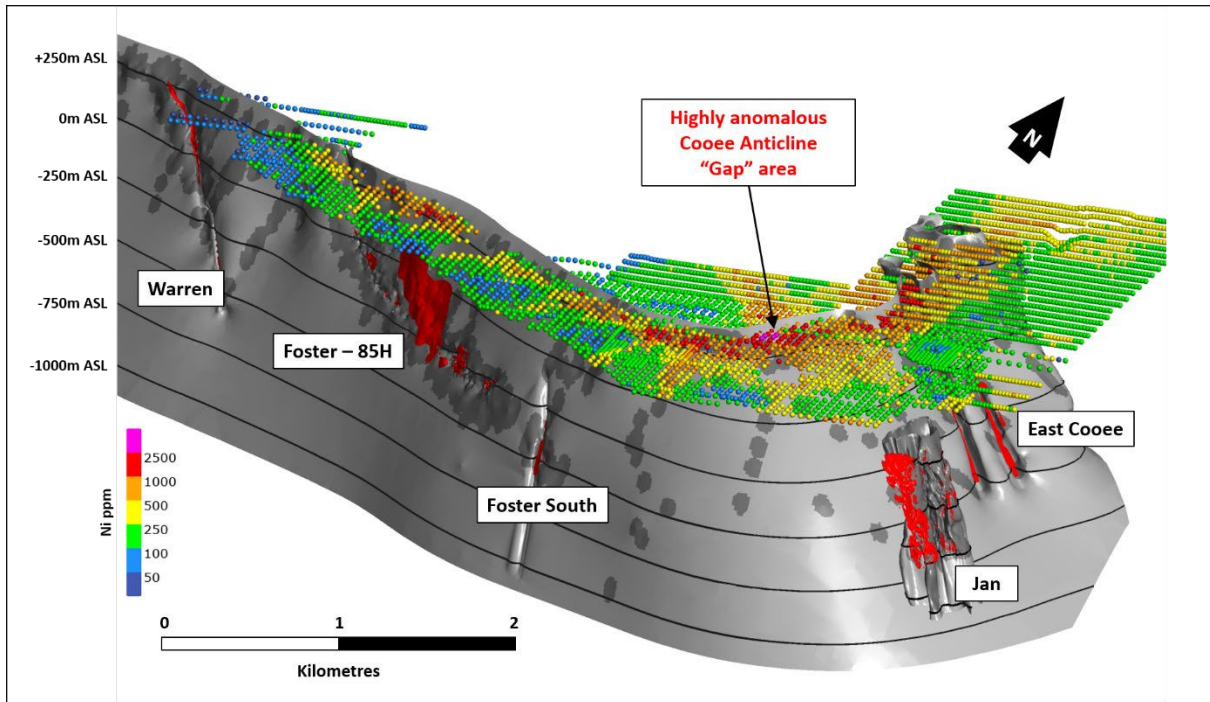 +250m ASL
0m ASL
-250m ASL
-500m ASL
-750m ASL
-1000m ASL
Highly anomalous
Cooee Anticline
“Gap” area
N
Warren
Foster – 85H
Foster South
East Cooee
Jan
Ni ppm
2500
1000
500
250
100
50
0
1
2
Kilometres